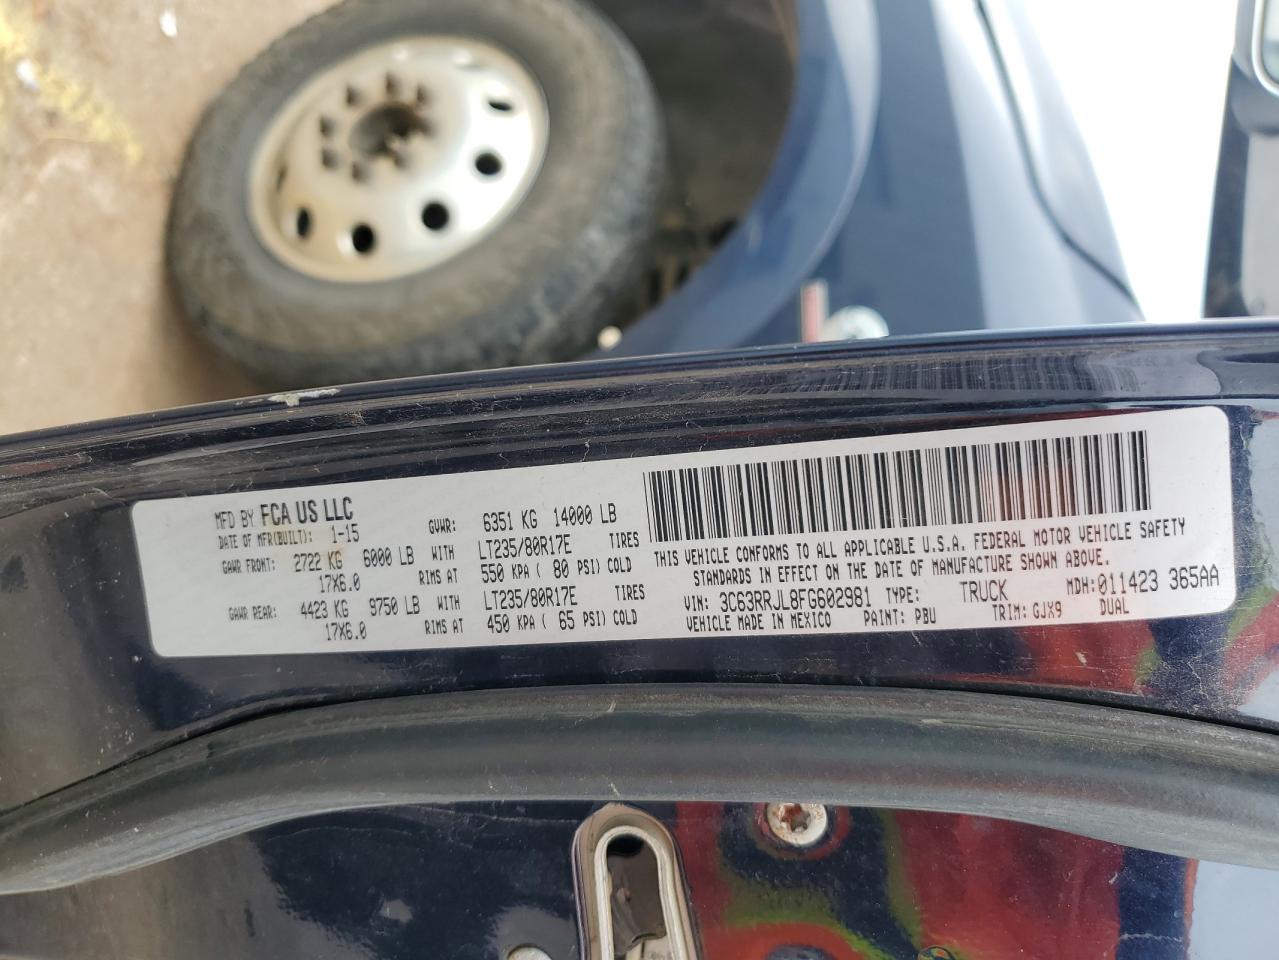 MFD BY FCA US LLC
DATE OF MFR(BUILT): 1-15 GVWR: 6351 KG 14000 LB
GAWR FRONT: 2722 KG 6000 LB WITH LT235/80R17E TIRES
17X6.0 RIMS AT 550 KPA ( 80 PSI) COLD
GAWR REAR: 4423 KG 9750 LB WITH LT235/80R17E TIRES
17X6.0 RIMS AT 450 KPA ( 65 PSI) COLD
THIS VEHICLE CONFORMS TO ALL APPLICABLE U.S.A. FEDERAL MOTOR VEHICLE SAFETY
STANDARDS IN EFFECT ON THE DATE OF MANUFACTURE SHOWN ABOVE.
VIN: 3C63RRJL8FG602981 TYPE: TRUCK MDH: 011423 365AA
VEHICLE MADE IN MEXICO PAINT: PBU TRIM: GJX9 DUAL